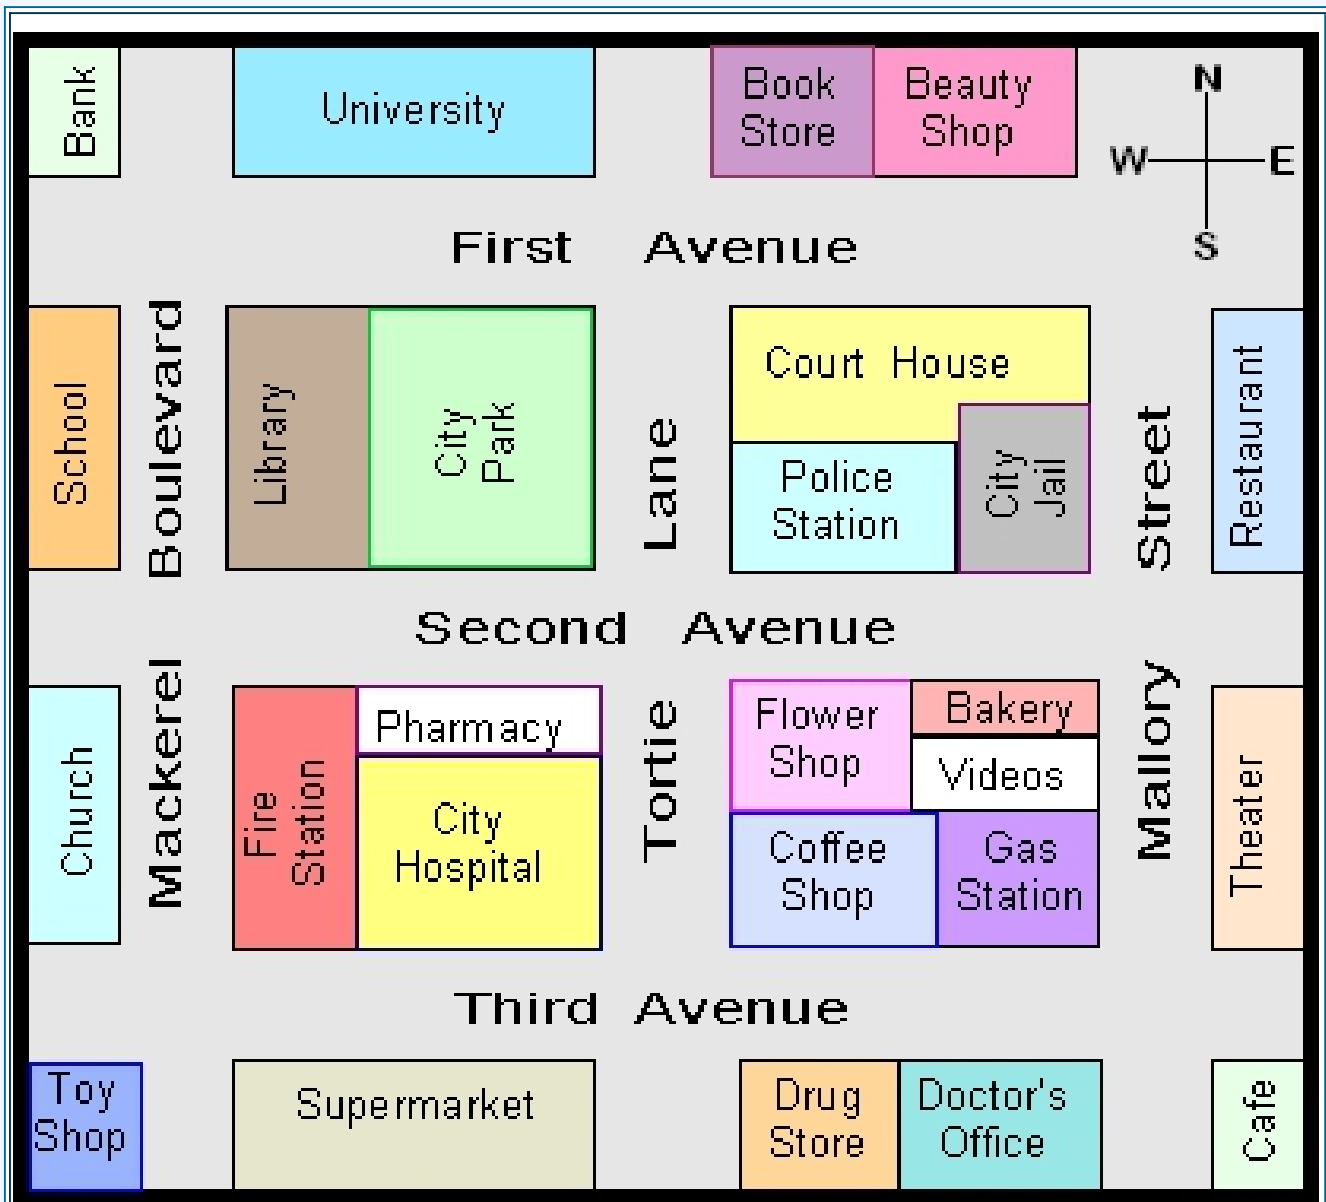 Bank
University
Book
Store
Beauty
Shop
N
W
E
S
First Avenue
School
Boulevard
Library
City
Park
Lane
Court House
Police
Station
City
Jail
Street
Restaurant
Second Avenue
Church
Mackerel
Fire
Station
Pharmacy
City
Hospital
Tortie
Flower
Shop
Bakery
Videos
Coffee
Shop
Gas
Station
Mallory
Theater
Third Avenue
Toy
Shop
Supermarket
Drug
Store
Doctor's
Office
Cafe